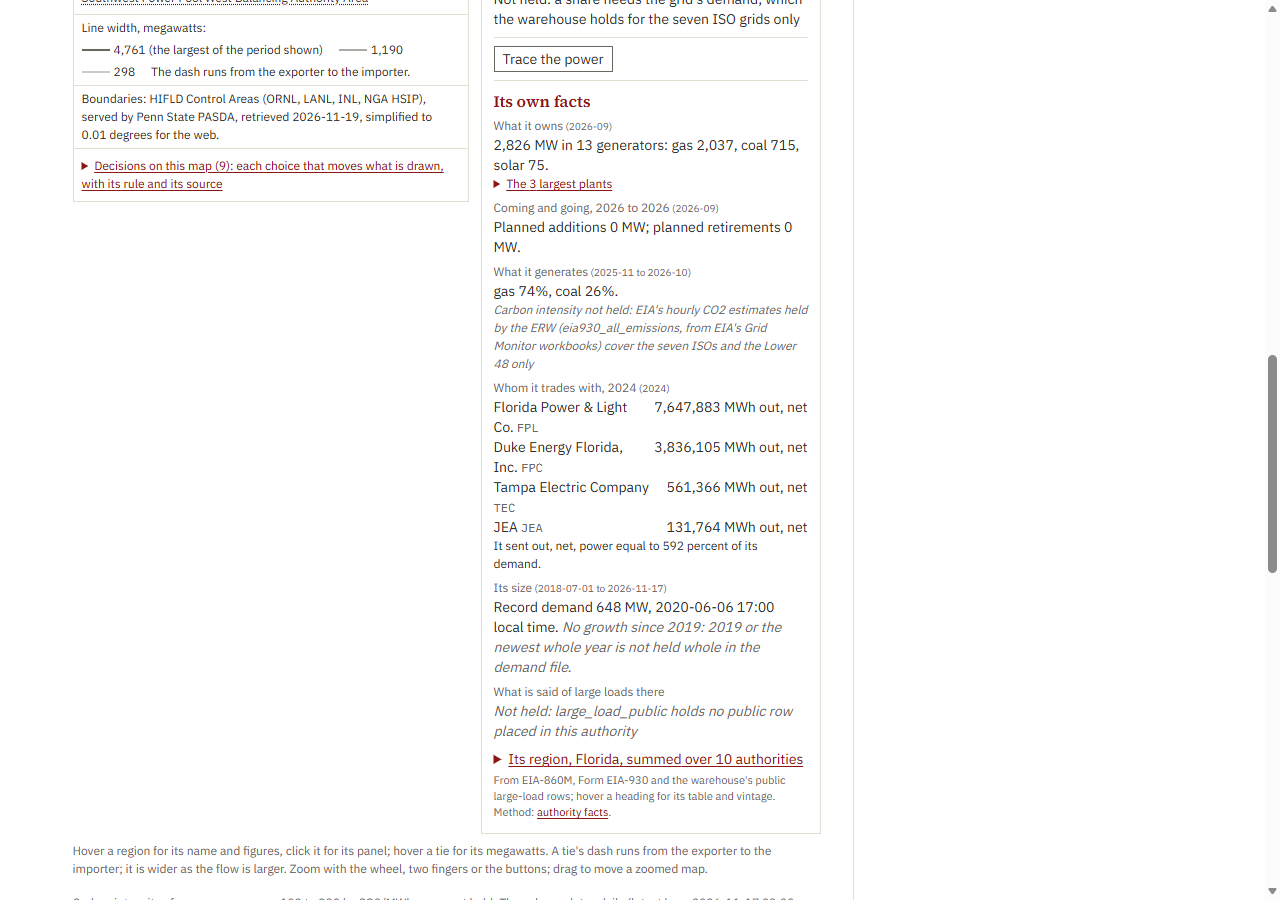 Line width, megawatts:
4,761 (the largest of the period shown) 1,190
298 The dash runs from the exporter to the importer.
Boundaries: HIFLD Control Areas (ORNL, LANL, INL, NGA HSIP),
served by Penn State PASDA, retrieved 2026-11-19, simplified to
0.01 degrees for the web.
Decisions on this map (9): each choice that moves what is drawn,
with its rule and its source
the warehouse holds for the seven ISO grids only
Trace the power
Its own facts
What it owns (2026-09)
2,826 MW in 13 generators: gas 2,037, coal 715,
solar 75.
The 3 largest plants
Coming and going, 2026 to 2026 (2026-09)
Planned additions 0 MW; planned retirements 0
MW.
What it generates (2025-11 to 2026-10)
gas 74%, coal 26%.
Carbon intensity not held: EIA's hourly CO2 estimates held
by the ERW (eia930_all_emissions, from EIA's Grid
Monitor workbooks) cover the seven ISOs and the Lower
48 only
Whom it trades with, 2024 (2024)
Florida Power & Light 7,647,883 MWh out, net
Co. FPL
Duke Energy Florida, 3,836,105 MWh out, net
Inc. FPC
Tampa Electric Company 561,366 MWh out, net
TEC
JEA JEA 131,764 MWh out, net
It sent out, net, power equal to 592 percent of its
demand.
Its size (2018-07-01 to 2026-11-17)
Record demand 648 MW, 2020-06-06 17:00
local time. No growth since 2019: 2019 or the
newest whole year is not held whole in the
demand file.
What is said of large loads there
Not held: large_load_public holds no public row
placed in this authority
Its region, Florida, summed over 10 authorities
From EIA-860M, Form EIA-930 and the warehouse's public
large-load rows; hover a heading for its table and vintage.
Method: authority facts.
Hover a region for its name and figures, click it for its panel; hover a tie for its megawatts. A tie's dash runs from the exporter to the
importer; it is wider as the flow is larger. Zoom with the wheel, two fingers or the buttons; drag to move a zoomed map.